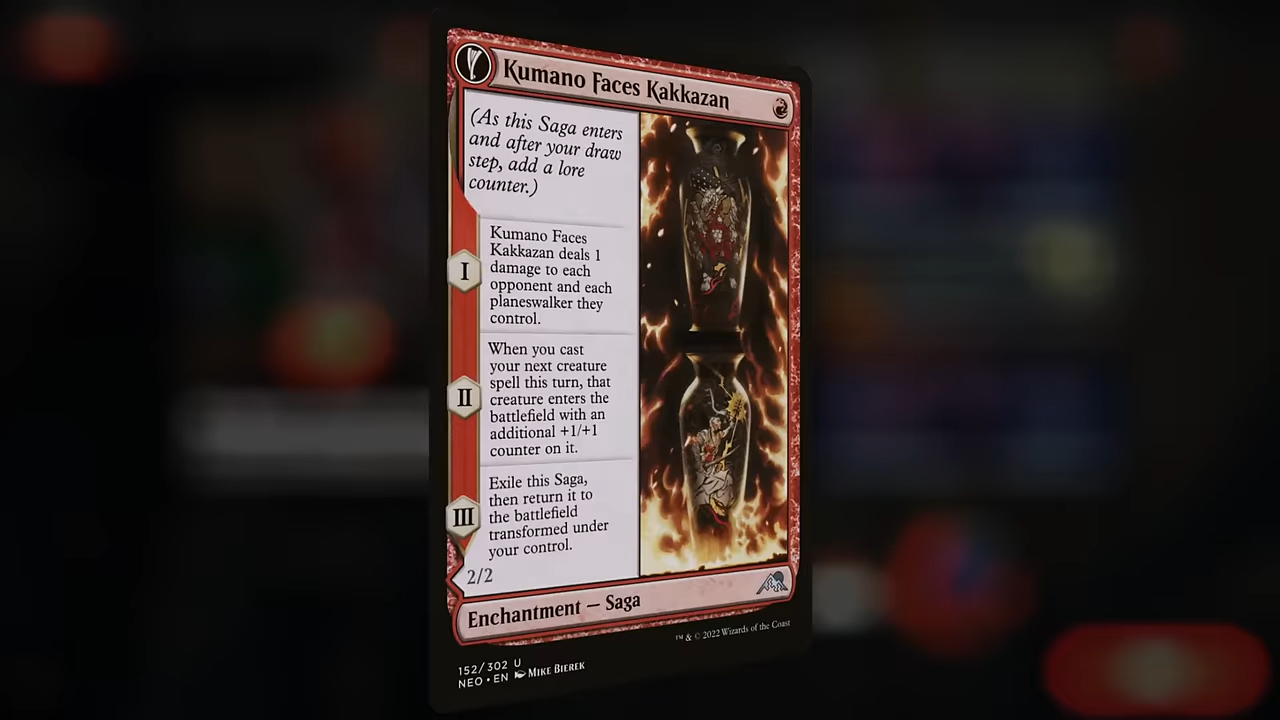 Kumano Faces Kakkazan
(As this Saga enters
and after your draw
step, add a lore
counter.)
I
Kumano Faces
Kakkazan deals 1
damage to each
opponent and each
planeswalker they
control.
II
When you cast
your next creature
spell this turn, that
creature enters the
battlefield with an
additional +1/+1
counter on it.
III
Exile this Saga,
then return it to
the battlefield
transformed under
your control.
2/2
Enchantment — Saga
™ & © 2022 Wizards of the Coast
152/302 U
NEO • EN Mike Bierek